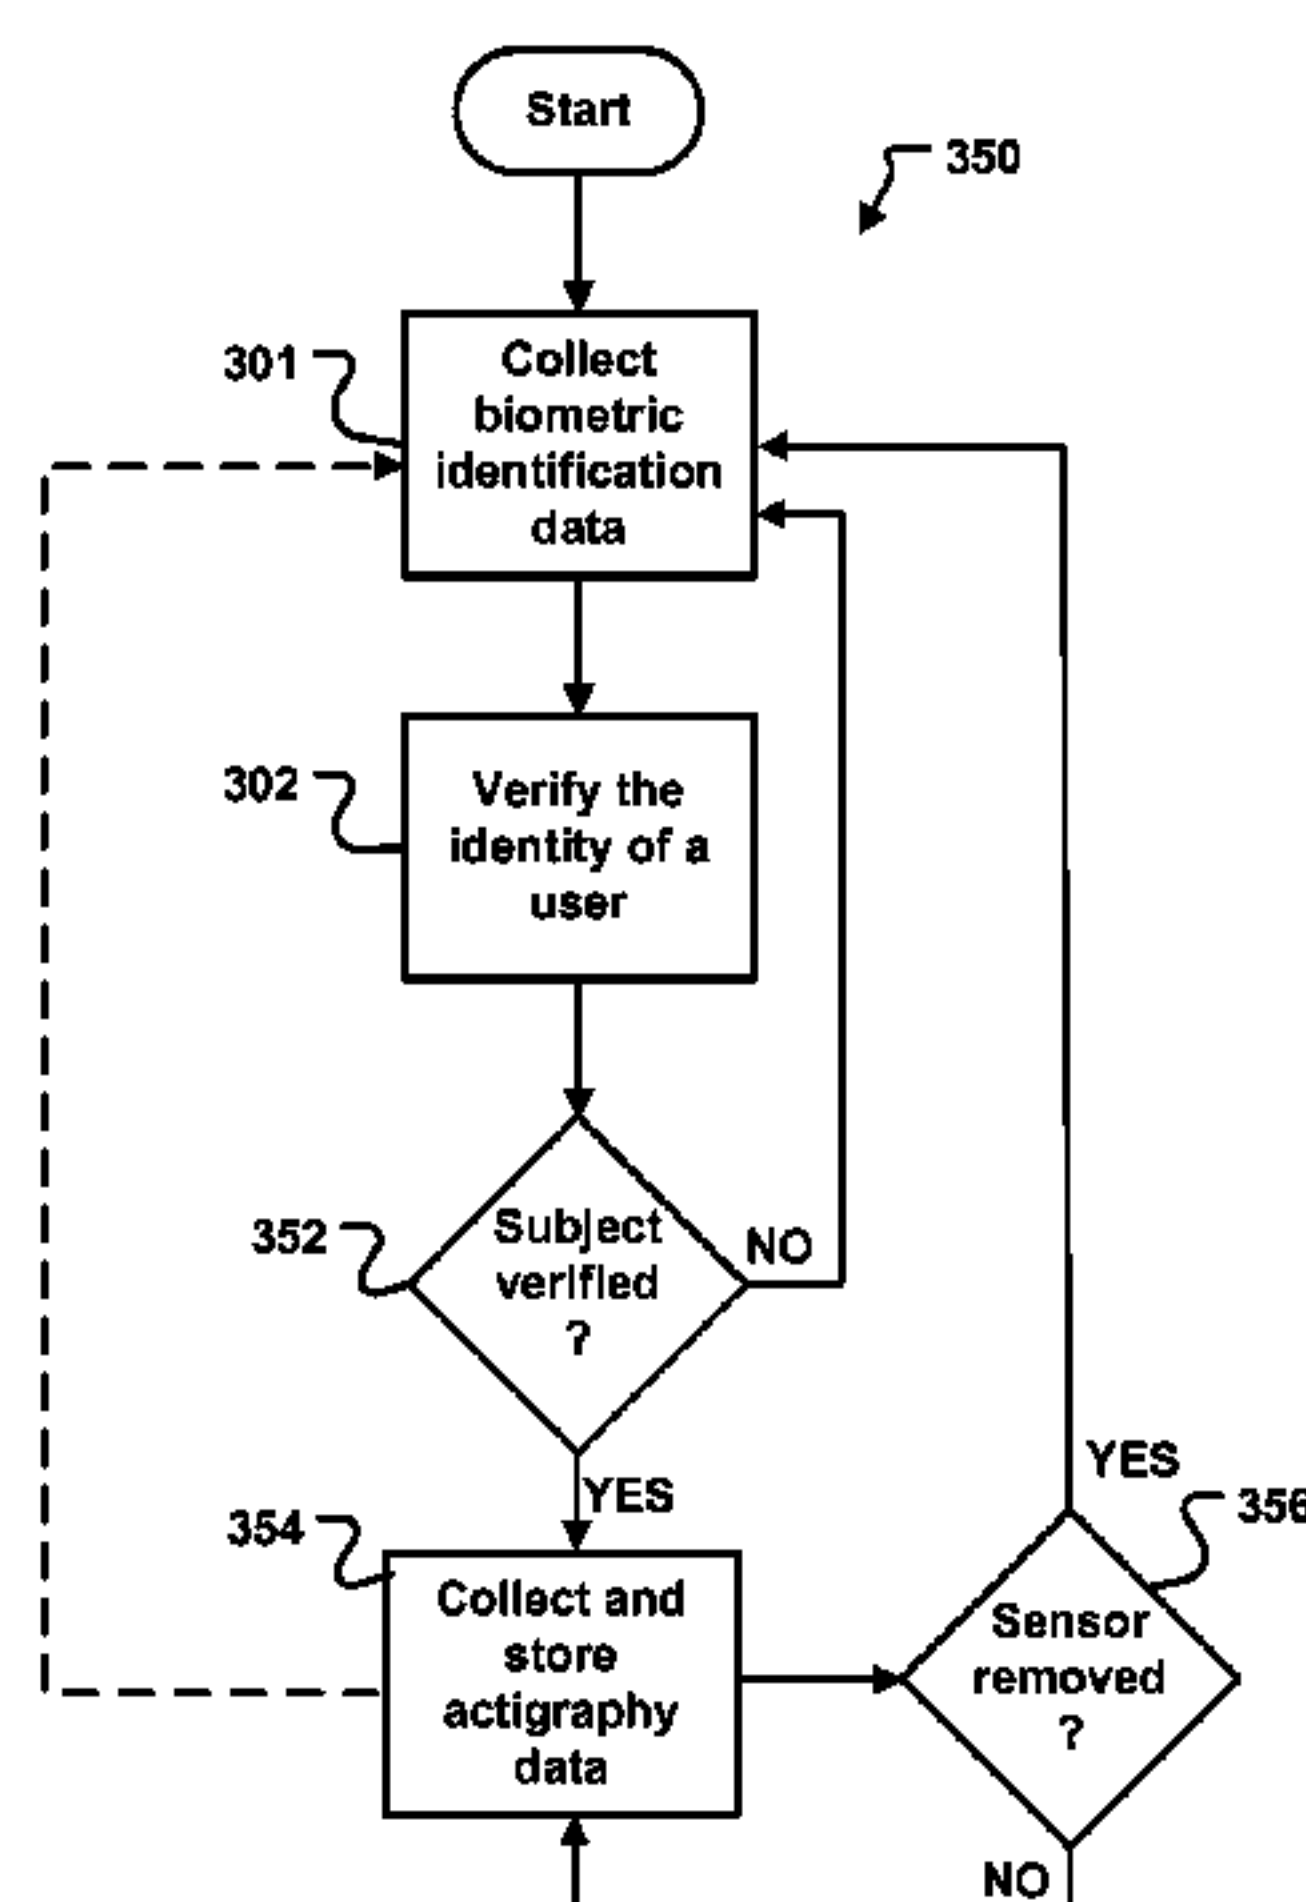 Start
350
301
Collect
biometric
identification
data
302
Verify the
identity of a
user
352
Subject
verified
?
NO
YES
354
Collect and
store
actigraphy
data
YES
356
Sensor
removed
?
NO